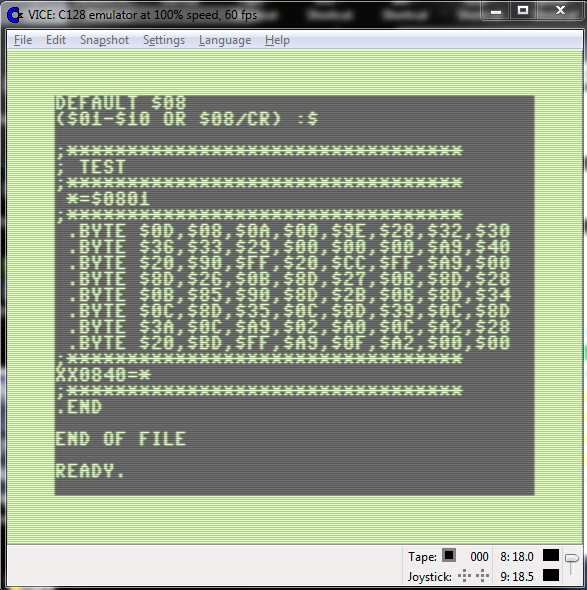 VICE: C128 emulator at 100% speed, 60 fps
File Edit Snapshot Settings Language Help
DEFAULT $08
($01-$10 OR $08/CR) :$
;*********************************
; TEST
;*********************************
*=$0801
;*********************************
.BYTE $0D,$08,$0A,$00,$9E,$28,$32,$30
.BYTE $36,$33,$29,$00,$00,$00,$A9,$40
.BYTE $20,$90,$FF,$20,$CC,$FF,$A9,$00
.BYTE $8D,$26,$0B,$8D,$27,$0B,$8D,$28
.BYTE $0B,$85,$90,$8D,$2B,$0B,$8D,$34
.BYTE $0C,$8D,$35,$0C,$8D,$39,$0C,$8D
.BYTE $3A,$0C,$A9,$02,$A0,$0C,$A2,$28
.BYTE $20,$BD,$FF,$A9,$0F,$A2,$00,$00
;*********************************
XX0840=*
;*********************************
.END
END OF FILE
READY.
Tape: 000 8: 18.0
Joystick: 9: 18.5